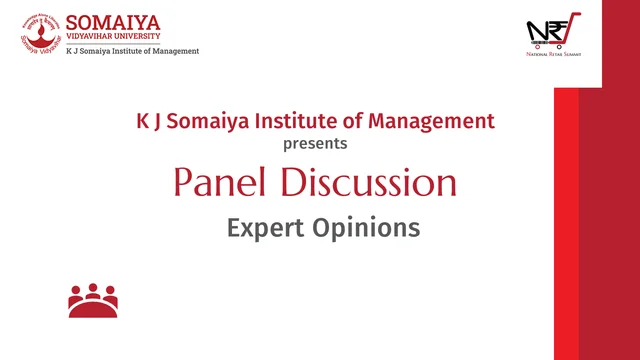 SOMAIYA
VIDYAVIHAR UNIVERSITY
K J Somaiya Institute of Management
Somaiya Vidyavihar
NATIONAL RETAIL SUMMIT
K J Somaiya Institute of Management
presents
Panel Discussion
Expert Opinions